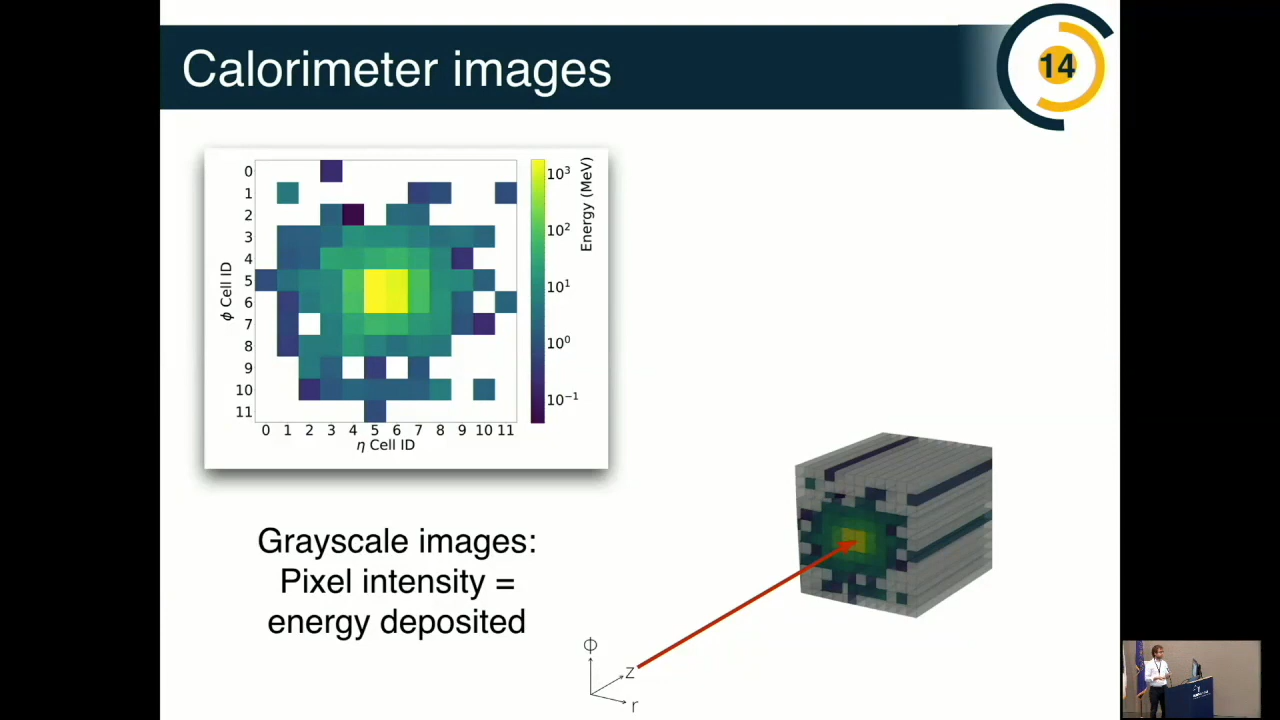 Calorimeter images
14
0
1
2
3
4
5
6
7
8
9
10
11
ϕ Cell ID
0 1 2 3 4 5 6 7 8 9 10 11
η Cell ID
10³
10²
10¹
10⁰
10⁻¹
Energy (MeV)
Grayscale images:
Pixel intensity =
energy deposited
Φ
z
r